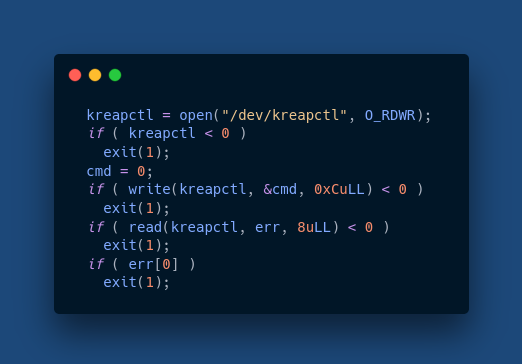 kreapctl = open("/dev/kreapctl", O_RDWR);
if ( kreapctl < 0 )
  exit(1);
cmd = 0;
if ( write(kreapctl, &cmd, 0xCuLL) < 0 )
  exit(1);
if ( read(kreapctl, err, 8uLL) < 0 )
  exit(1);
if ( err[0] )
  exit(1);